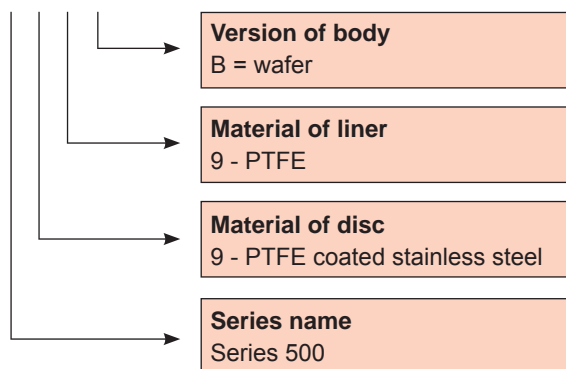 Version of body
B = wafer
Material of liner
9 - PTFE
Material of disc
9 - PTFE coated stainless steel
Series name
Series 500